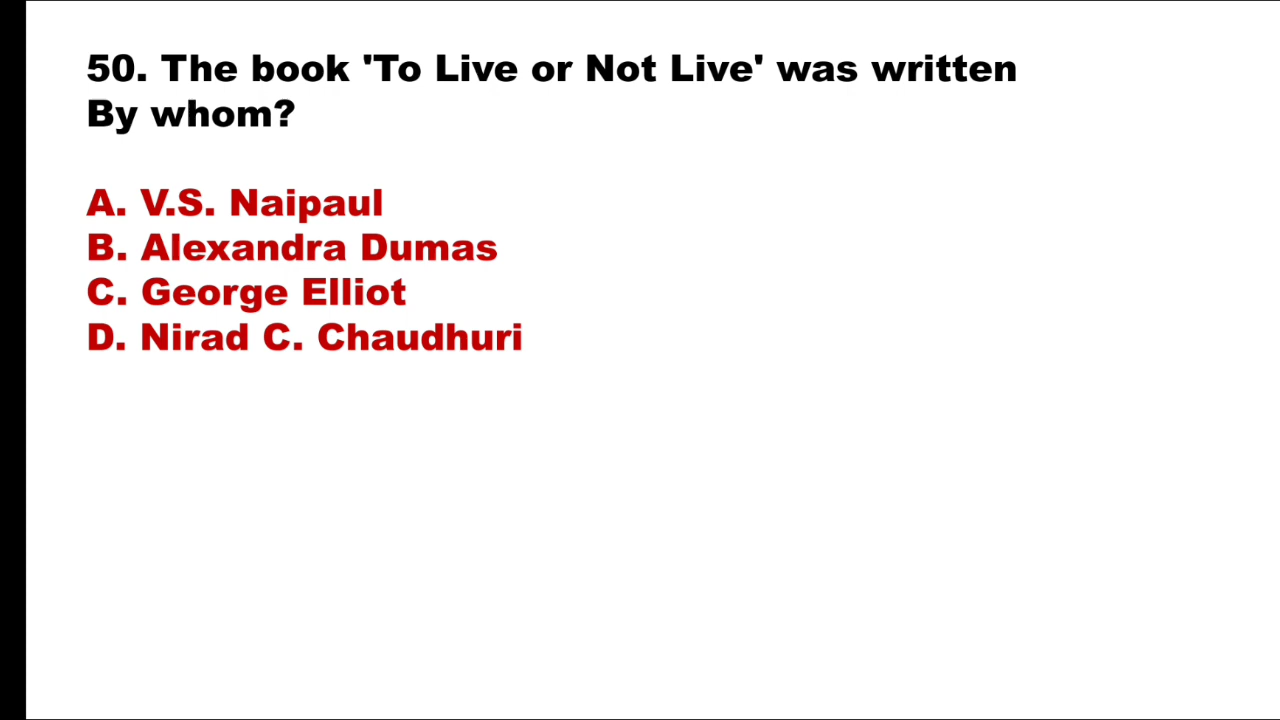 50. The book 'To Live or Not Live' was written
By whom?
A. V.S. Naipaul
B. Alexandra Dumas
C. George Elliot
D. Nirad C. Chaudhuri